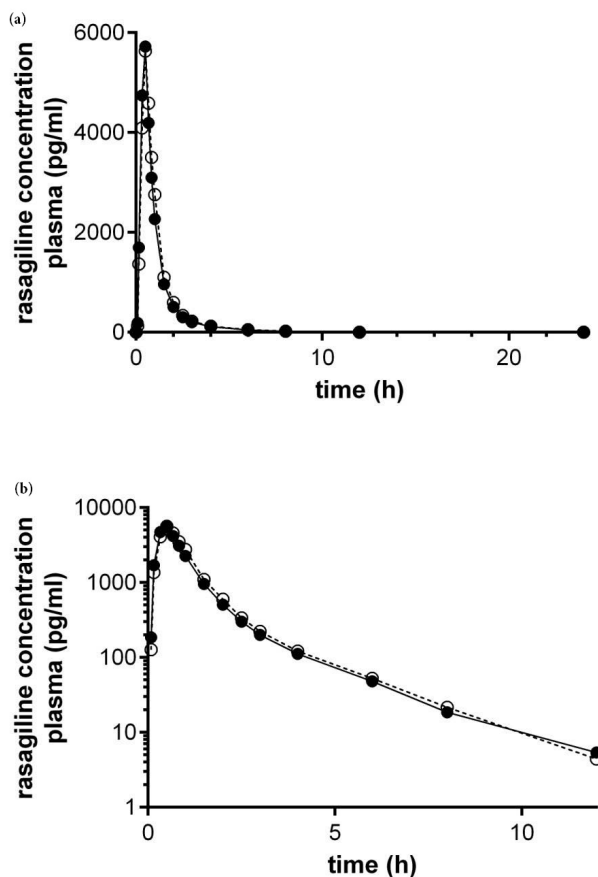 (a)
6000
4000
2000
0
rasagiline concentration
plasma (pg/ml)
0
10
20
time (h)
(b)
10000
1000
100
10
1
rasagiline concentration
plasma (pg/ml)
0
5
10
time (h)